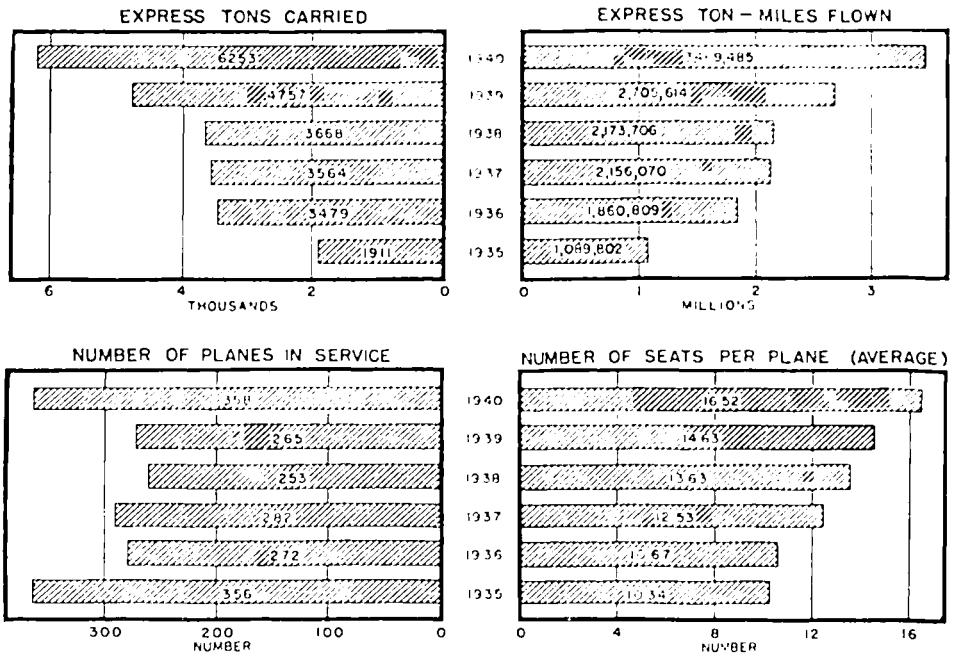 EXPRESS TONS CARRIED
EXPRESS TON-MILES FLOWN
6253 1940
4757 1939
3668 1938 2,173,706
3564 1937 2,156,070
3479 1936 1,860,809
1911 1935 1,089,802
6 4 2 0
THOUSANDS
0 1 2 3
MILLIONS
NUMBER OF PLANES IN SERVICE
NUMBER OF SEATS PER PLANE (AVERAGE)
358 1940 16.52
265 1939 14.63
253 1938 13.63
282 1937 12.53
272 1936 10.67
356 1935 10.34
300 200 100 0
NUMBER
0 4 8 12 16
NUMBER